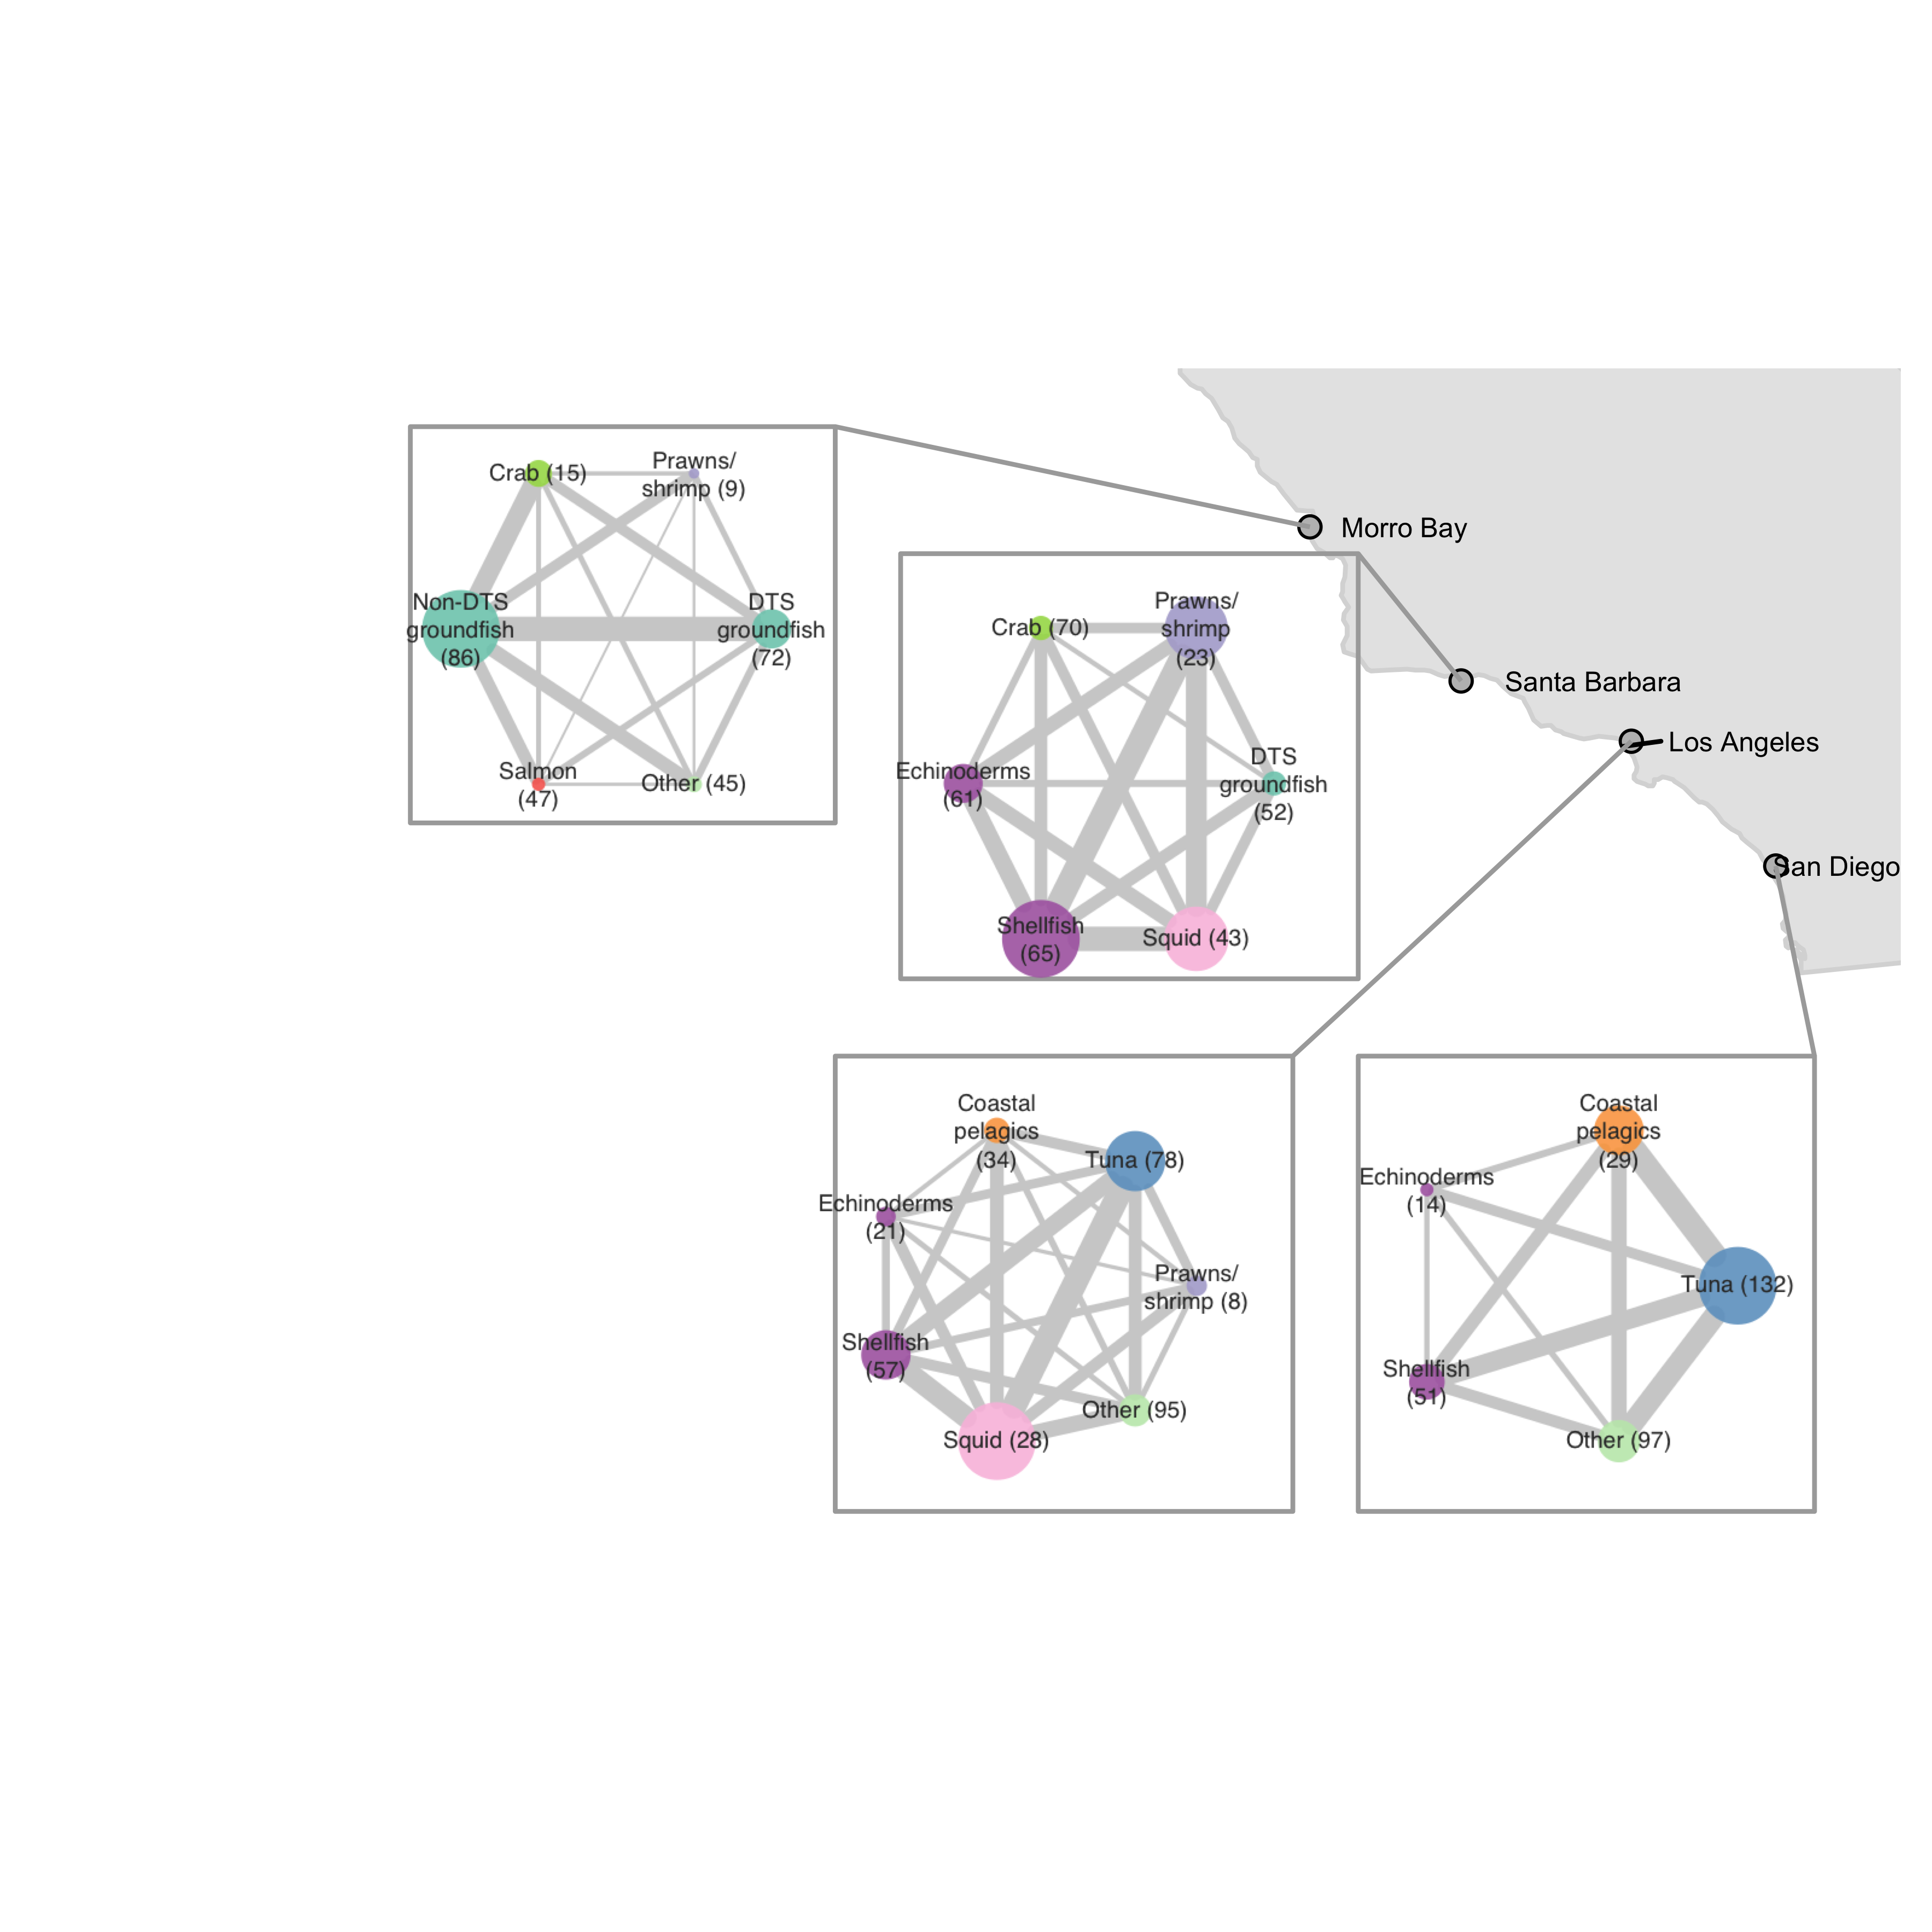 Crab (15)
Prawns/
shrimp (9)
Non-DTS
groundfish
(86)
DTS
groundfish
(72)
Salmon
(47)
Other (45)
Morro Bay
Santa Barbara
Los Angeles
San Diego
Crab (70)
Prawns/
shrimp
(23)
Echinoderms
(61)
DTS
groundfish
(52)
Shellfish
(65)
Squid (43)
Coastal
pelagics
(34)
Tuna (78)
Echinoderms
(21)
Prawns/
shrimp (8)
Shellfish
(57)
Other (95)
Squid (28)
Coastal
pelagics
(29)
Echinoderms
(14)
Tuna (132)
Shellfish
(51)
Other (97)